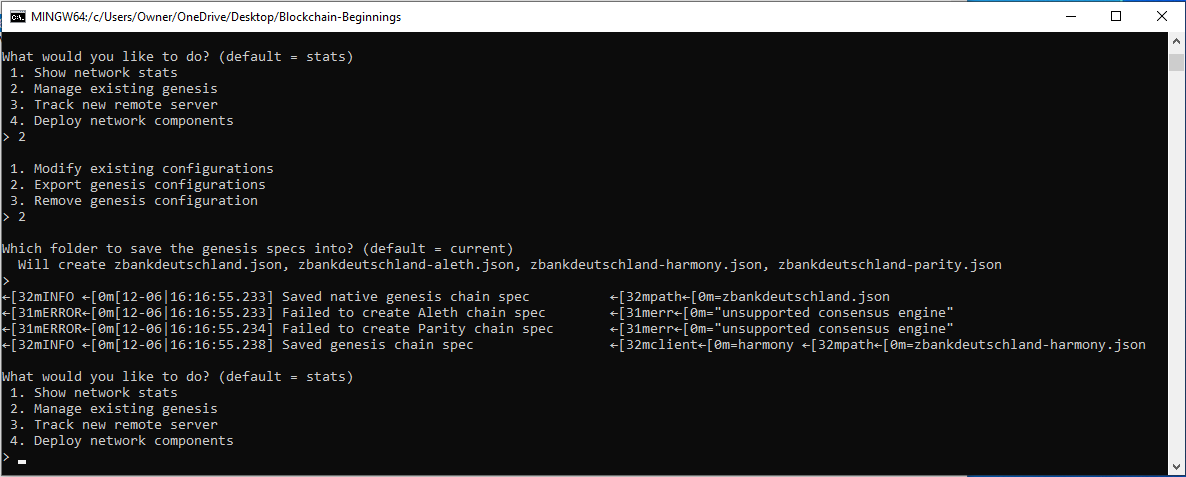 MINGW64:/c/Users/Owner/OneDrive/Desktop/Blockchain-Beginnings
What would you like to do? (default = stats)
 1. Show network stats
 2. Manage existing genesis
 3. Track new remote server
 4. Deploy network components
> 2
 1. Modify existing configurations
 2. Export genesis configurations
 3. Remove genesis configuration
> 2
Which folder to save the genesis specs into? (default = current)
  Will create zbankdeutschland.json, zbankdeutschland-aleth.json, zbankdeutschland-harmony.json, zbankdeutschland-parity.json
>
←[32mINFO ←[0m[12-06|16:16:55.233] Saved native genesis chain spec          ←[32mpath←[0m=zbankdeutschland.json
←[31mERROR←[0m[12-06|16:16:55.233] Failed to create Aleth chain spec        ←[31merr←[0m="unsupported consensus engine"
←[31mERROR←[0m[12-06|16:16:55.234] Failed to create Parity chain spec       ←[31merr←[0m="unsupported consensus engine"
←[32mINFO ←[0m[12-06|16:16:55.238] Saved genesis chain spec                 ←[32mclient←[0m=harmony ←[32mpath←[0m=zbankdeutschland-harmony.json
What would you like to do? (default = stats)
 1. Show network stats
 2. Manage existing genesis
 3. Track new remote server
 4. Deploy network components
>